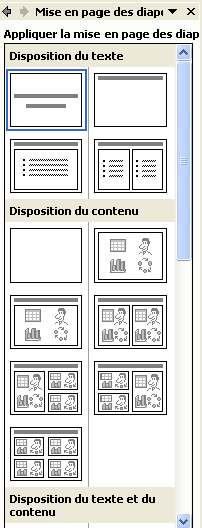 Mise en page des diapo
Appliquer la mise en page des diap
Disposition du texte
Disposition du contenu
Disposition du texte et du
contenu